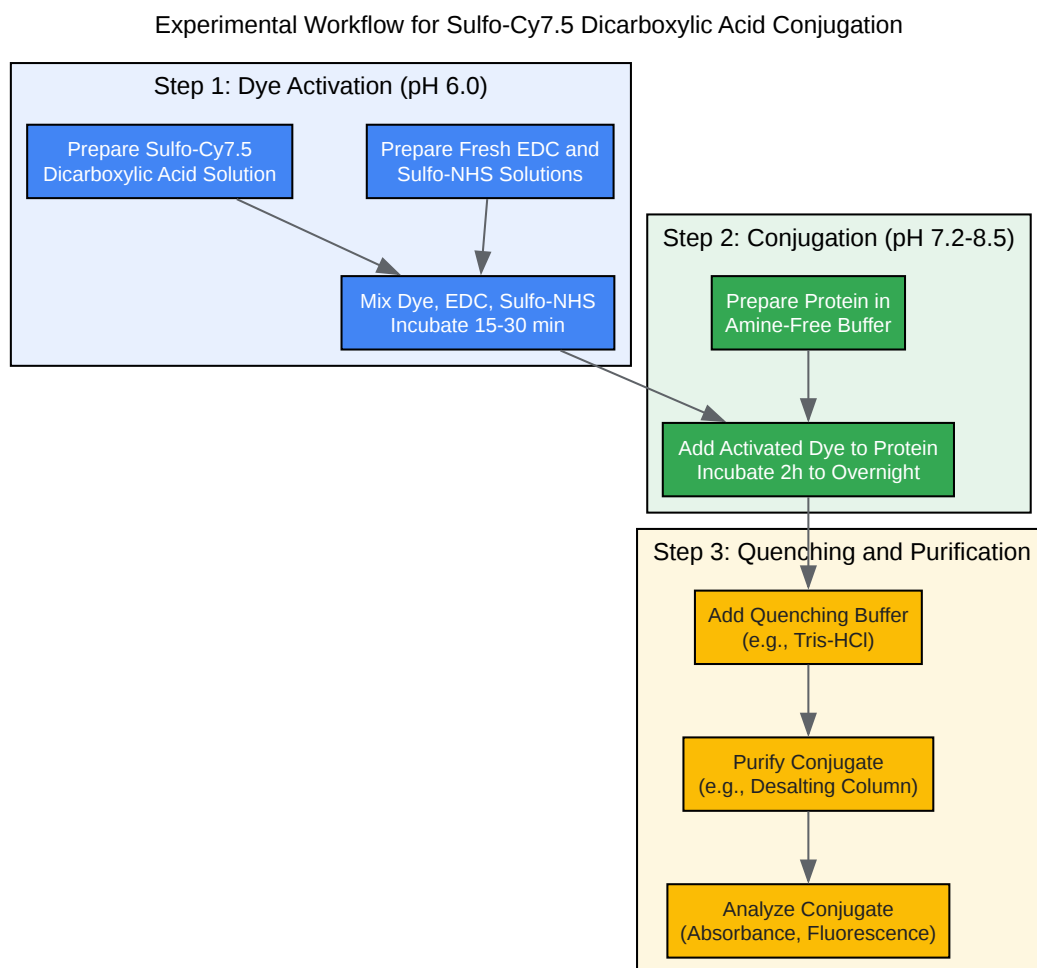 Experimental Workflow for Sulfo-Cy7.5 Dicarboxylic Acid Conjugation
Step 1: Dye Activation (pH 6.0)
Prepare Sulfo-Cy7.5
Dicarboxylic Acid Solution
Prepare Fresh EDC and
Sulfo-NHS Solutions
Mix Dye, EDC, Sulfo-NHS
Incubate 15-30 min
Step 2: Conjugation (pH 7.2-8.5)
Prepare Protein in
Amine-Free Buffer
Add Activated Dye to Protein
Incubate 2h to Overnight
Step 3: Quenching and Purification
Add Quenching Buffer
(e.g., Tris-HCl)
Purify Conjugate
(e.g., Desalting Column)
Analyze Conjugate
(Absorbance, Fluorescence)